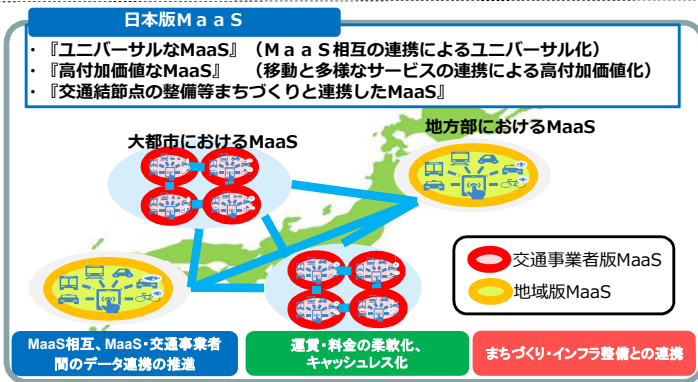 日本版ＭａａＳ
・『ユニバーサルなMaaS』（ＭａａＳ相互の連携によるユニバーサル化）
・『高付加価値なMaaS』　（移動と多様なサービスの連携による高付加価値化）
・『交通結節点の整備等まちづくりと連携したMaaS』
大都市におけるMaaS
地方部におけるMaaS
交通事業者版MaaS
地域版MaaS
MaaS相互、MaaS・交通事業者
間のデータ連携の推進
運賃・料金の柔軟化、
キャッシュレス化
まちづくり・インフラ整備との連携